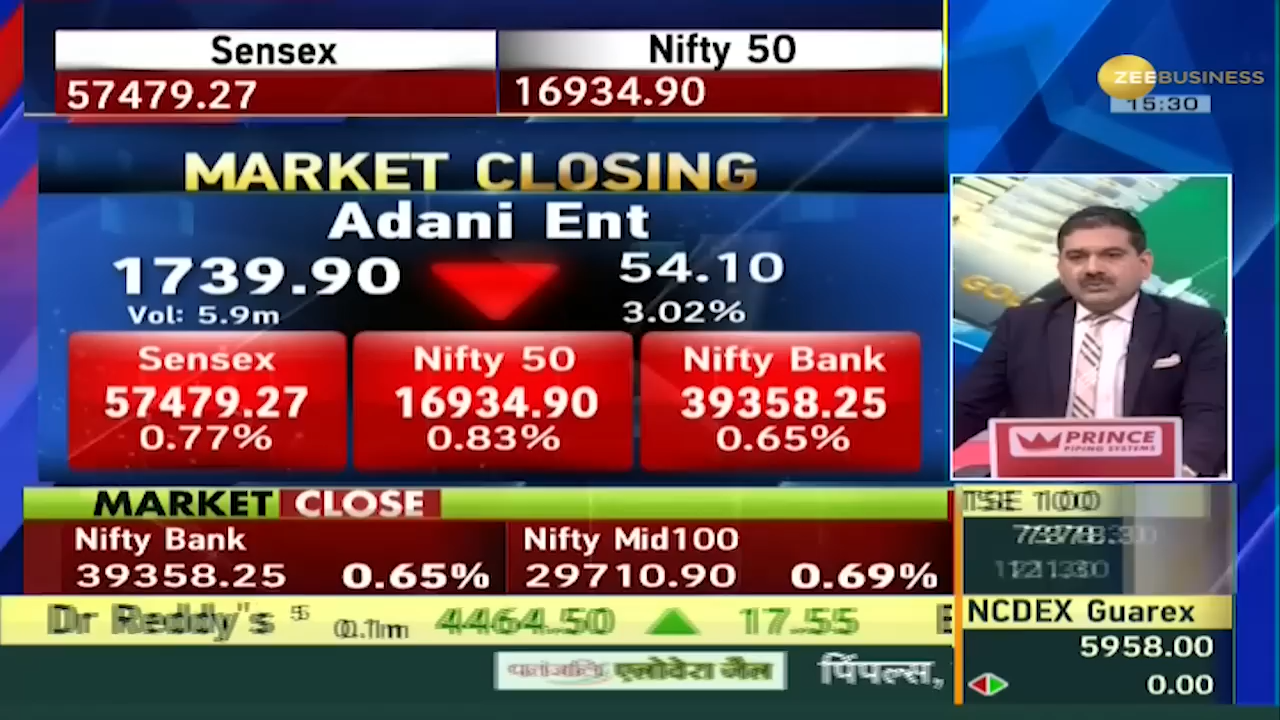 Sensex
57479.27
Nifty 50
16934.90
ZEEBUSINESS
15:30
MARKET CLOSING
Adani Ent
1739.90
54.10
Vol: 5.9m
3.02%
Sensex
57479.27
0.77%
Nifty 50
16934.90
0.83%
Nifty Bank
39358.25
0.65%
PRINCE
PIPING SYSTEMS
MARKET CLOSE
Nifty Bank
39358.25 0.65%
Nifty Mid100
29710.90 0.69%
Dr Reddy"s 4464.50 17.55
NCDEX Guarex
5958.00
0.00
एलोवेरा जैल
पिंपल्स,